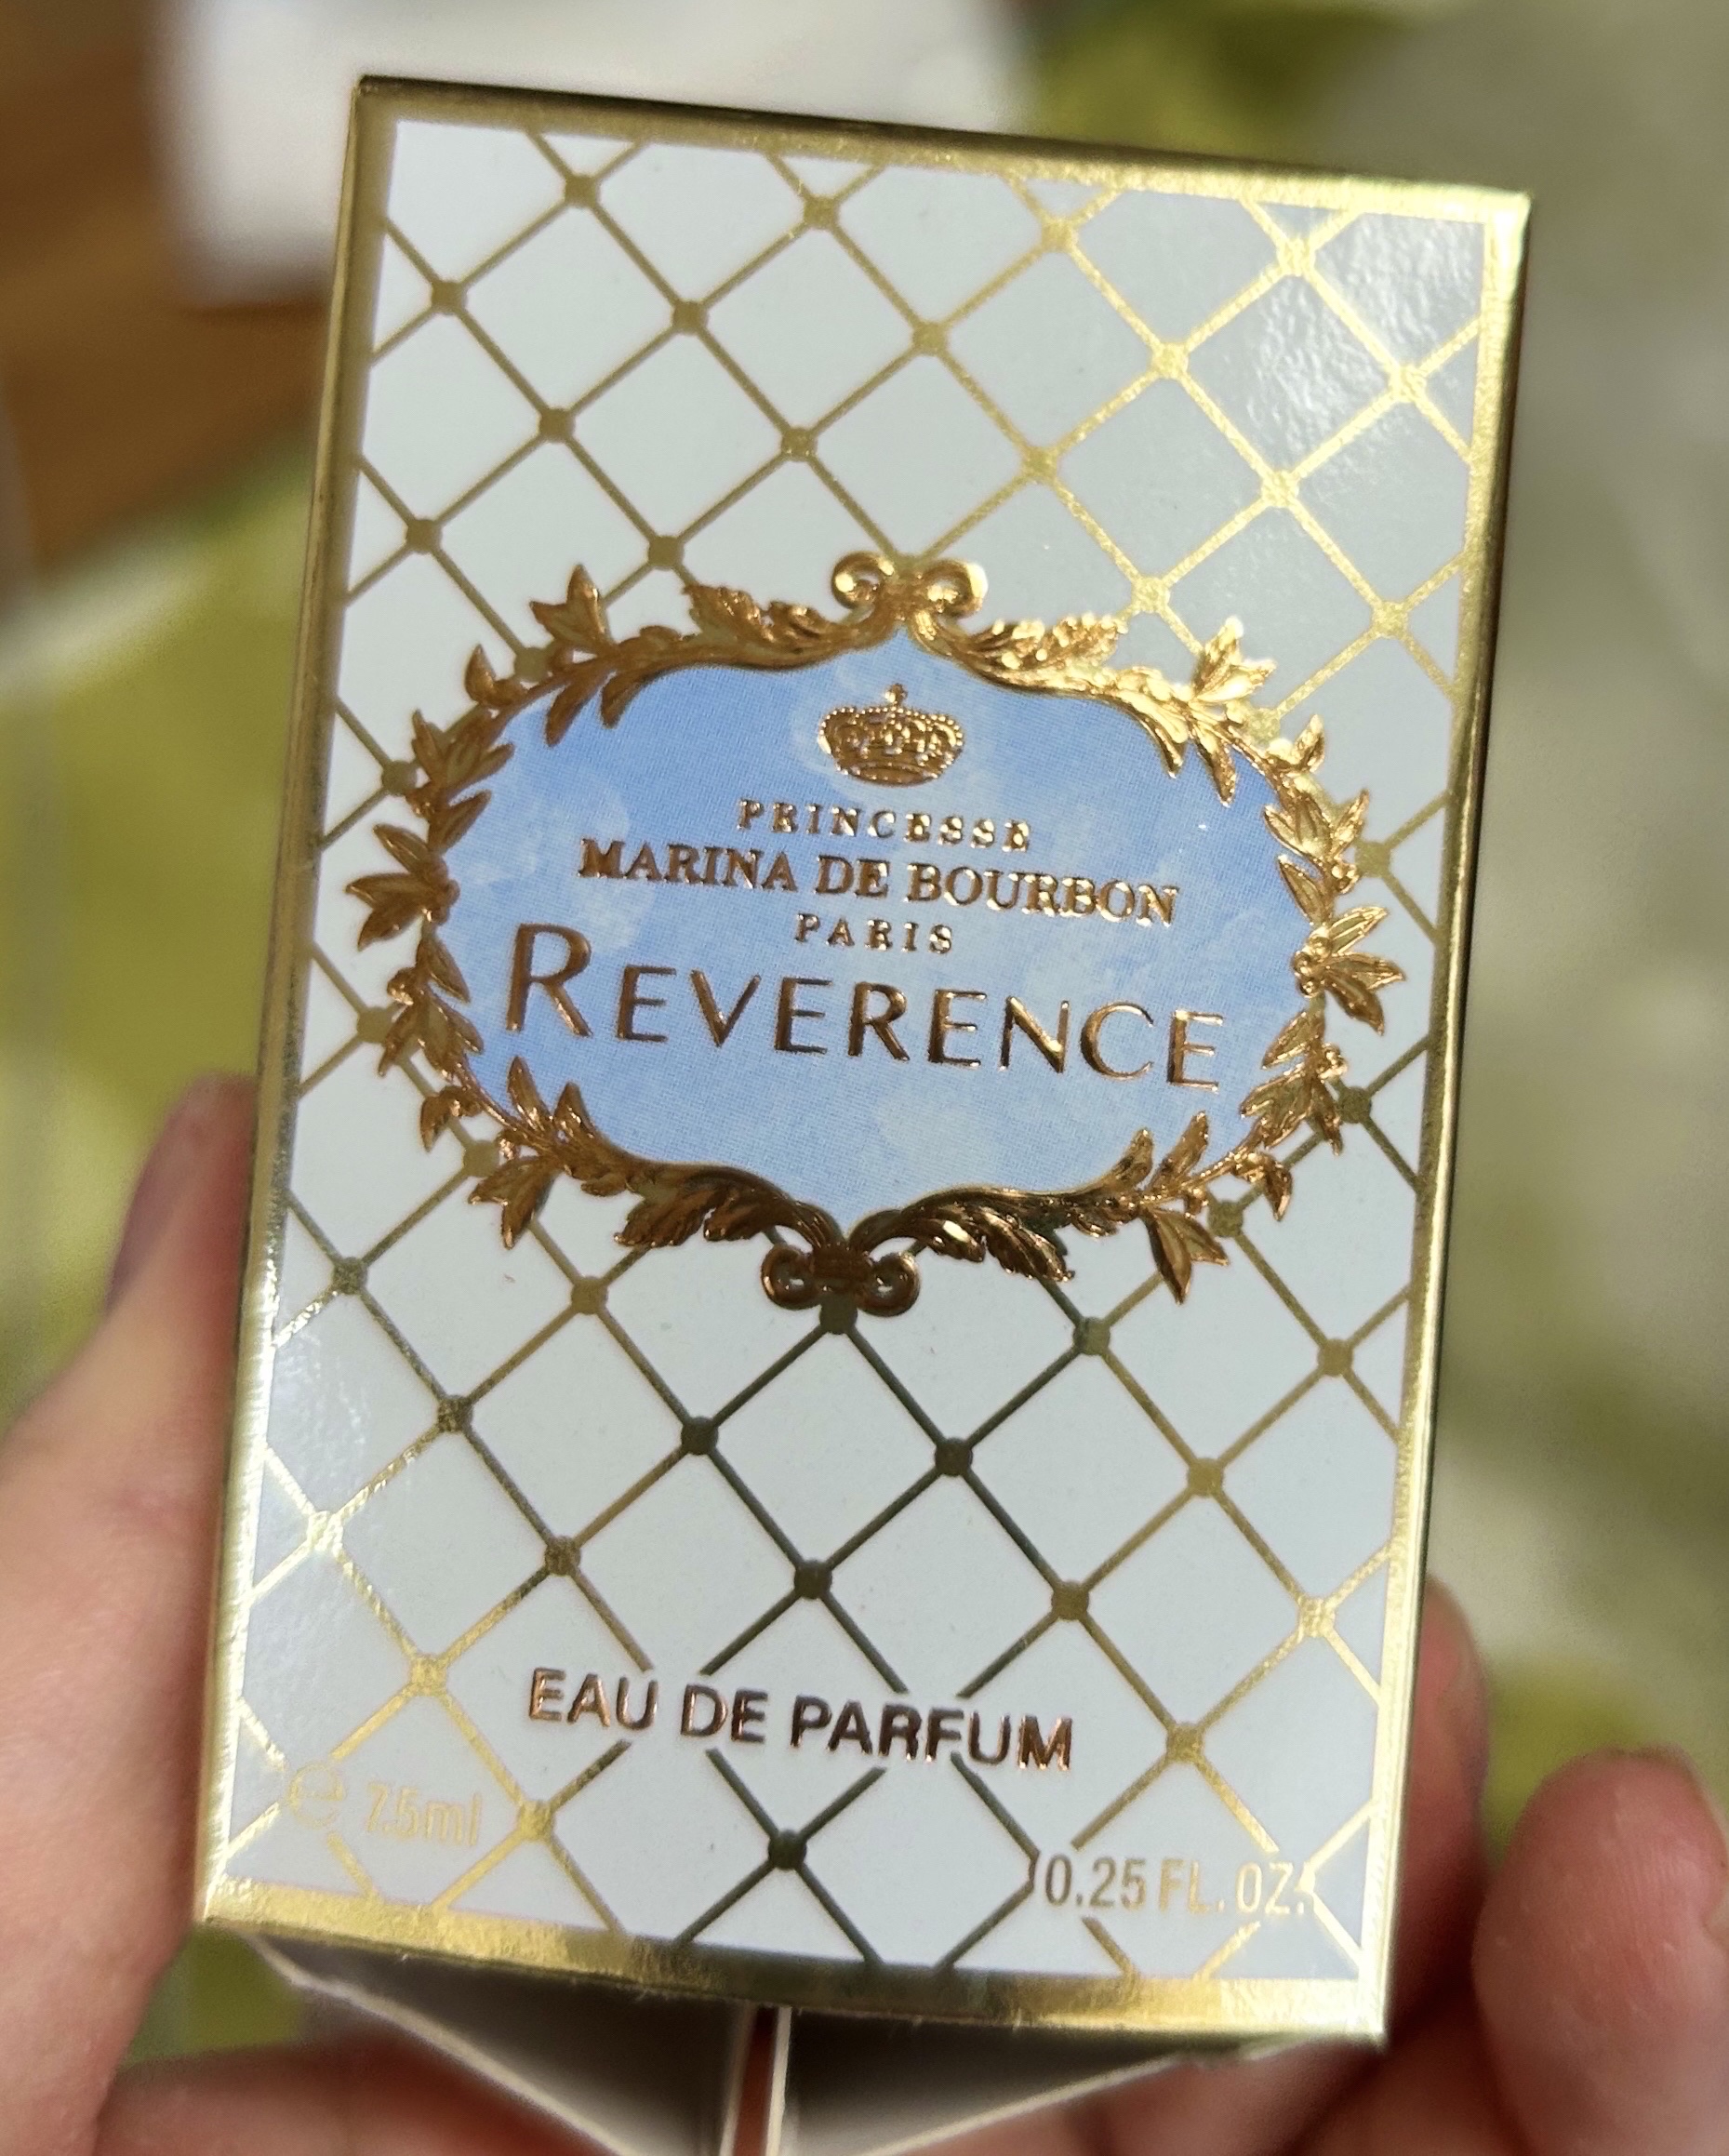 PRINCESSE
MARINA DE BOURBON
PARIS
REVERENCE
EAU DE PARFUM
℮ 7.5ml
0.25 FL. OZ.